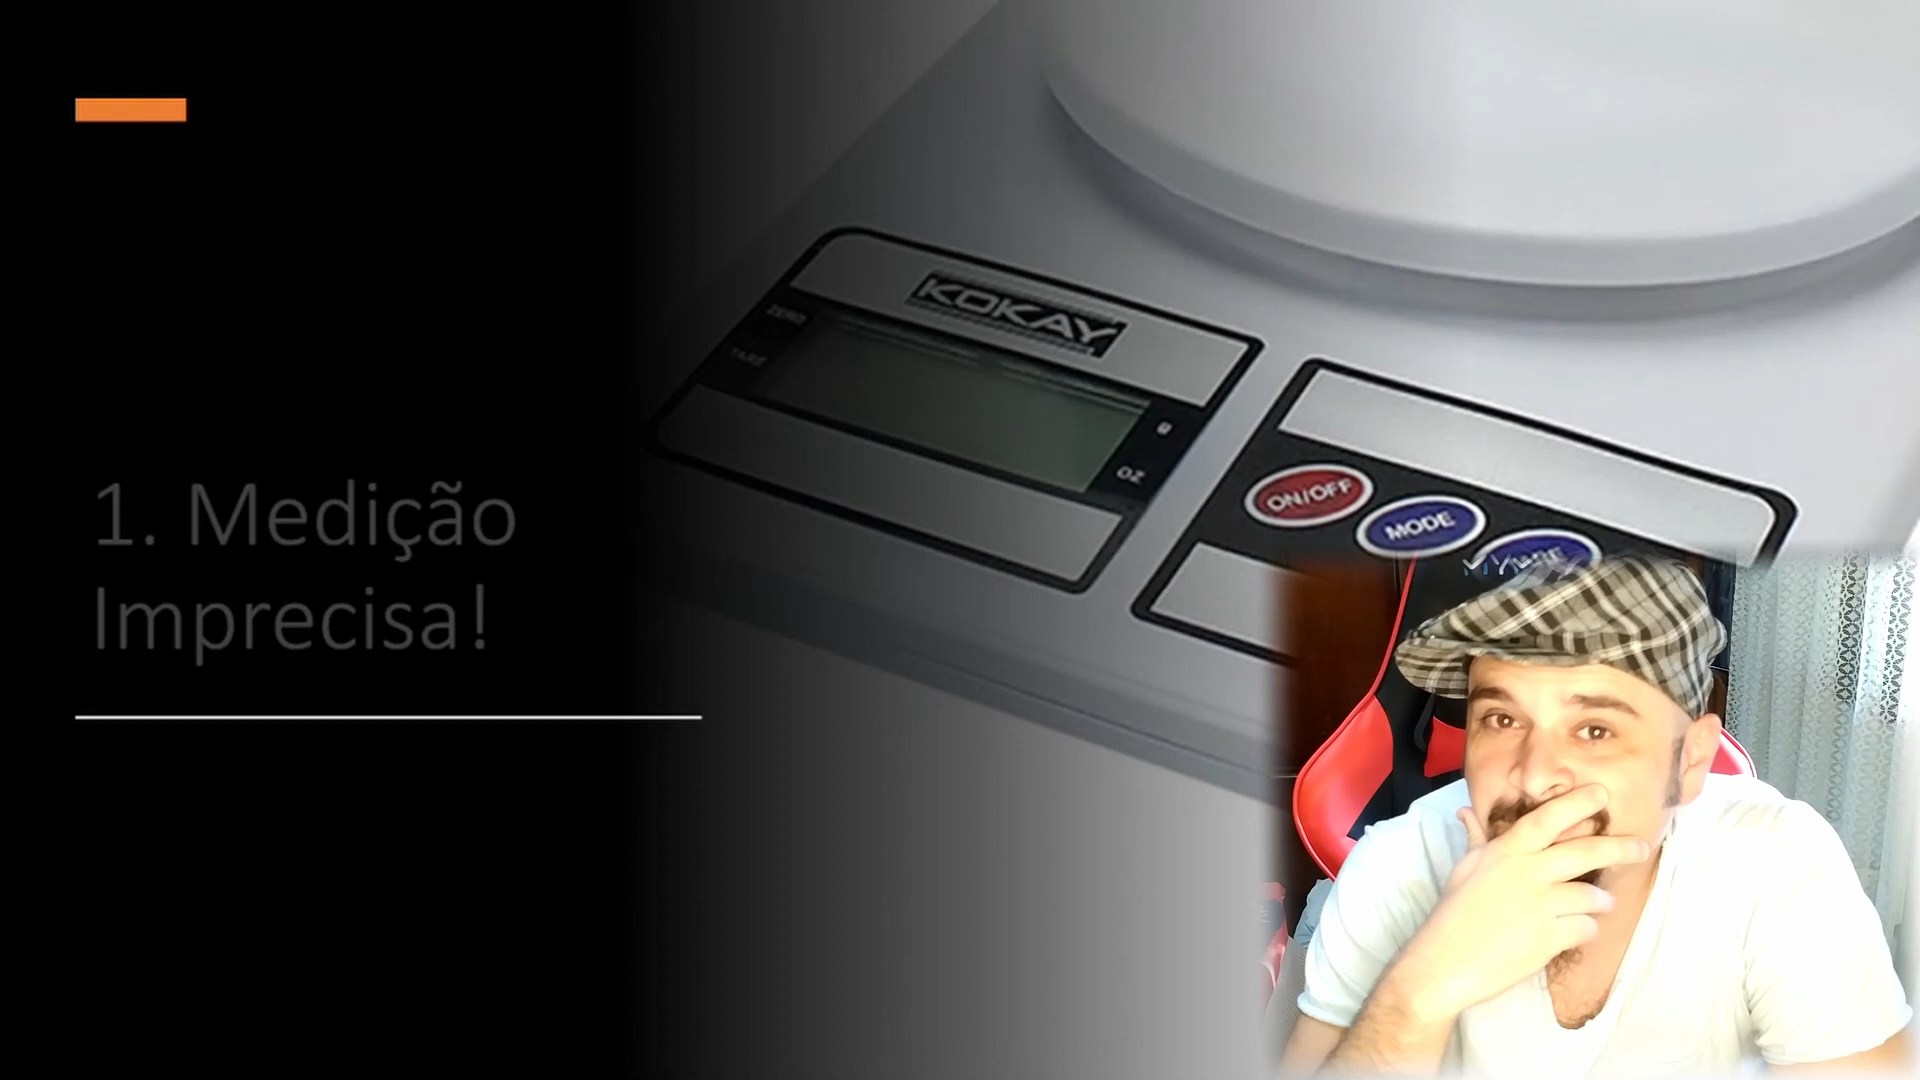 KOKAY
ZERO
TARE
OZ
ON/OFF
MODE
1. Medição
Imprecisa!